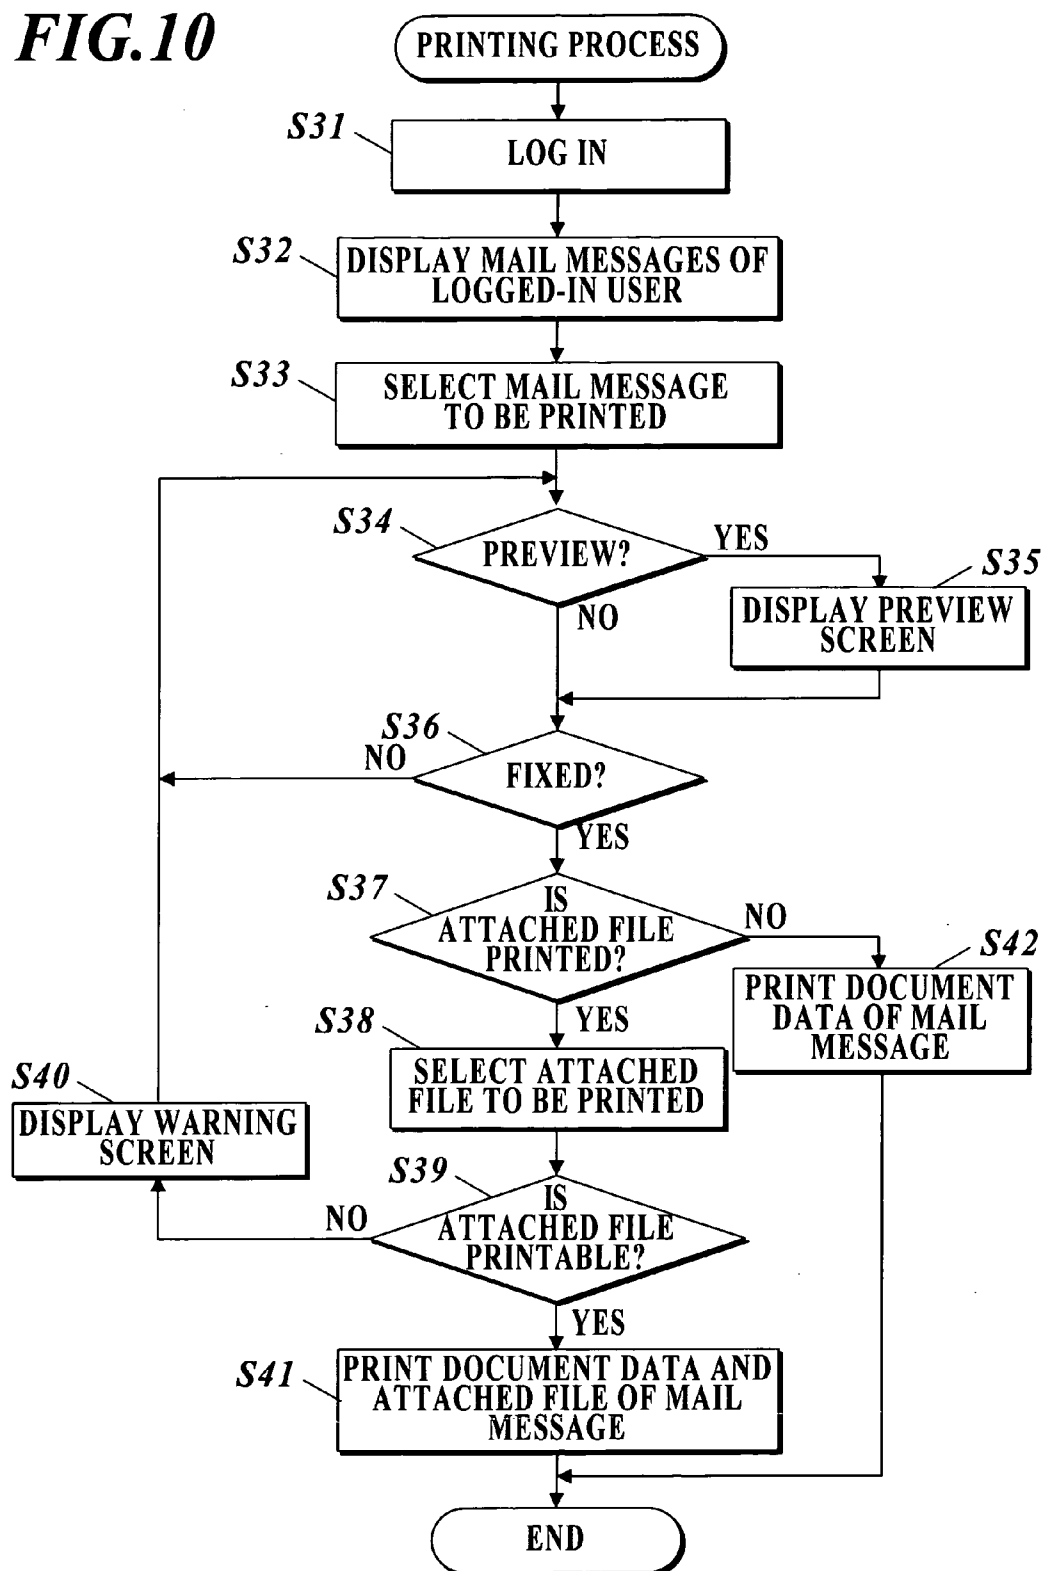 FIG.10
PRINTING PROCESS
S31
LOG IN
S32
DISPLAY MAIL MESSAGES OF
LOGGED-IN USER
S33
SELECT MAIL MESSAGE
TO BE PRINTED
S34
PREVIEW?
YES
NO
S35
DISPLAY PREVIEW
SCREEN
S36
NO
FIXED?
YES
S37
IS
ATTACHED FILE
PRINTED?
NO
YES
S42
PRINT DOCUMENT
DATA OF MAIL
MESSAGE
S38
SELECT ATTACHED
FILE TO BE PRINTED
S40
DISPLAY WARNING
SCREEN
S39
NO
IS
ATTACHED FILE
PRINTABLE?
YES
S41
PRINT DOCUMENT DATA AND
ATTACHED FILE OF MAIL
MESSAGE
END